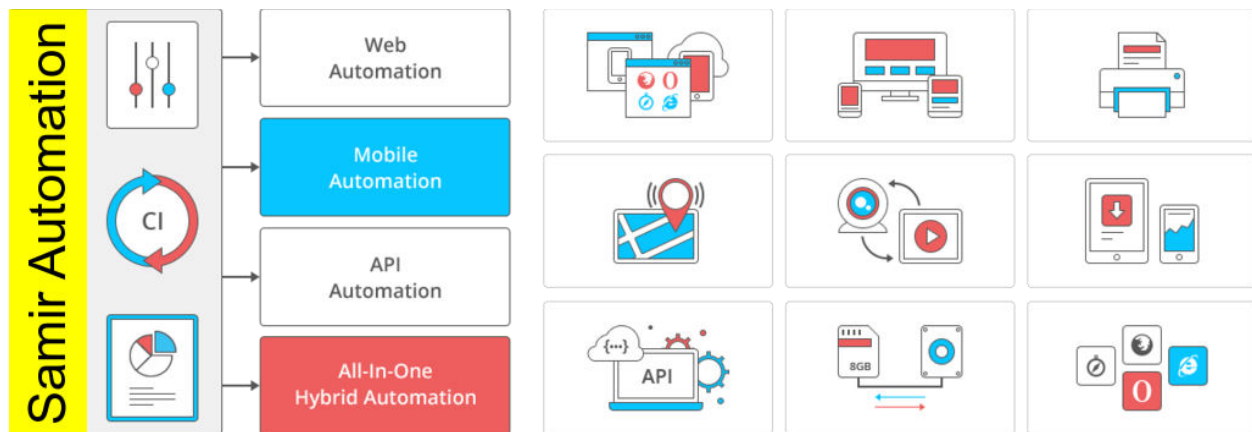 Samir Automation
CI
Web
Automation
Mobile
Automation
API
Automation
All-In-One
Hybrid Automation
{...}
API
8GB